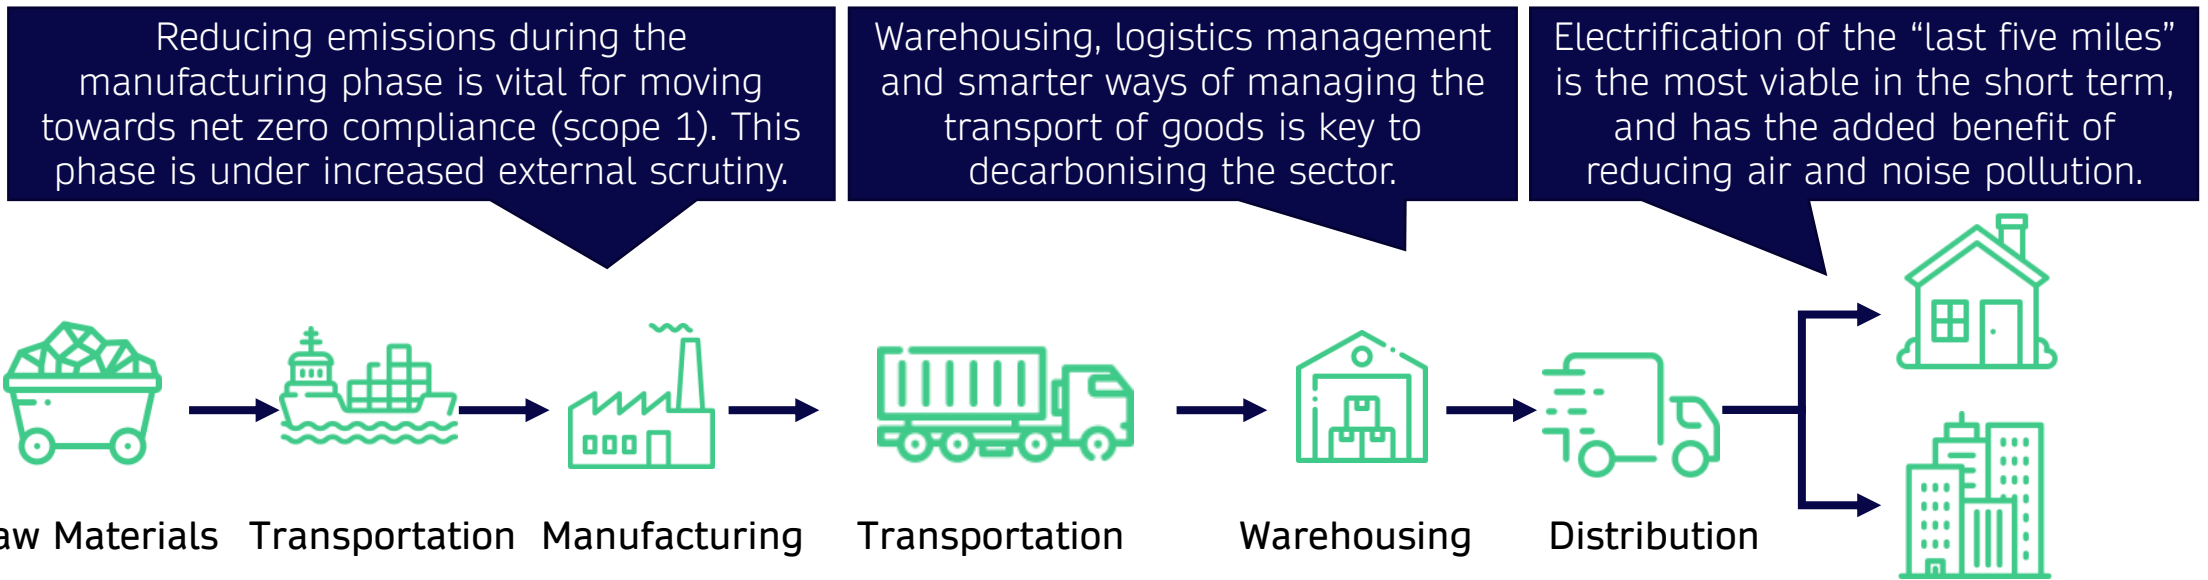 Reducing emissions during the
manufacturing phase is vital for moving
towards net zero compliance (scope 1). This
phase is under increased external scrutiny.
Warehousing, logistics management
and smarter ways of managing the
transport of goods is key to
decarbonising the sector.
Electrification of the “last five miles”
is the most viable in the short term,
and has the added benefit of
reducing air and noise pollution.
aw Materials Transportation Manufacturing Transportation Warehousing Distribution